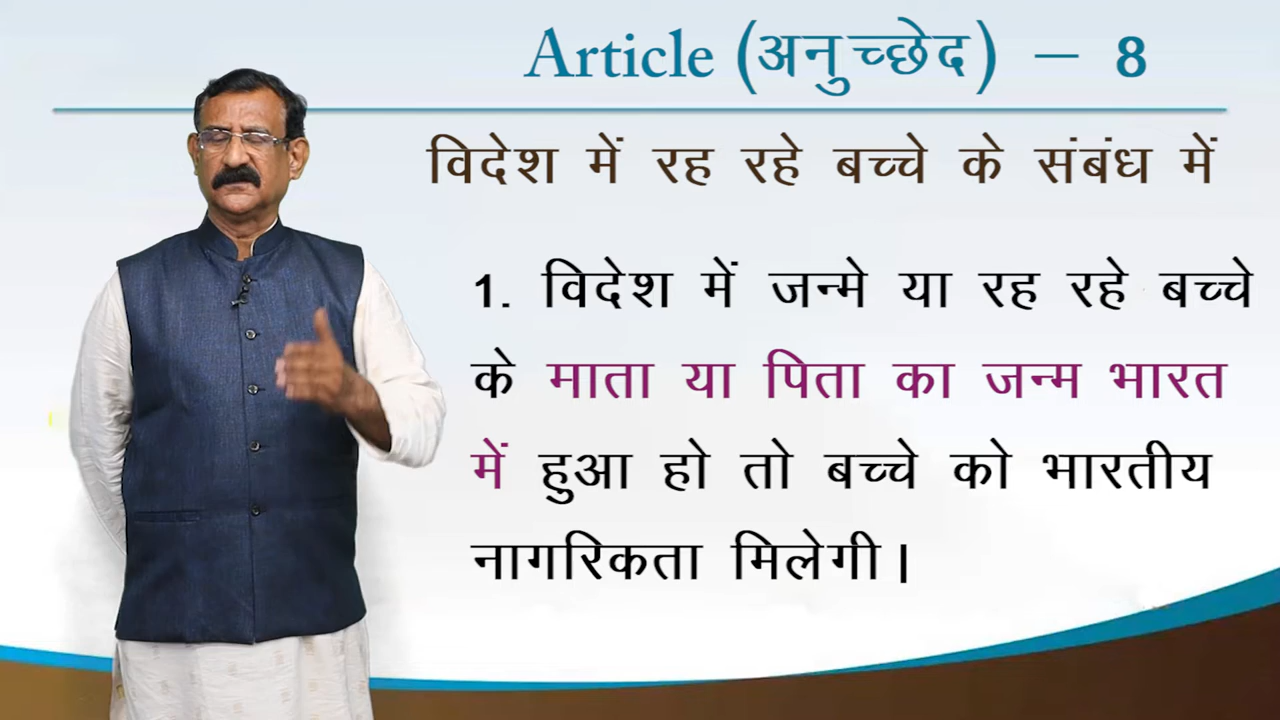 Article (अनुच्छेद) – 8
विदेश में रह रहे बच्चे के संबंध में
1. विदेश में जन्मे या रह रहे बच्चे
के माता या पिता का जन्म भारत
में हुआ हो तो बच्चे को भारतीय
नागरिकता मिलेगी।